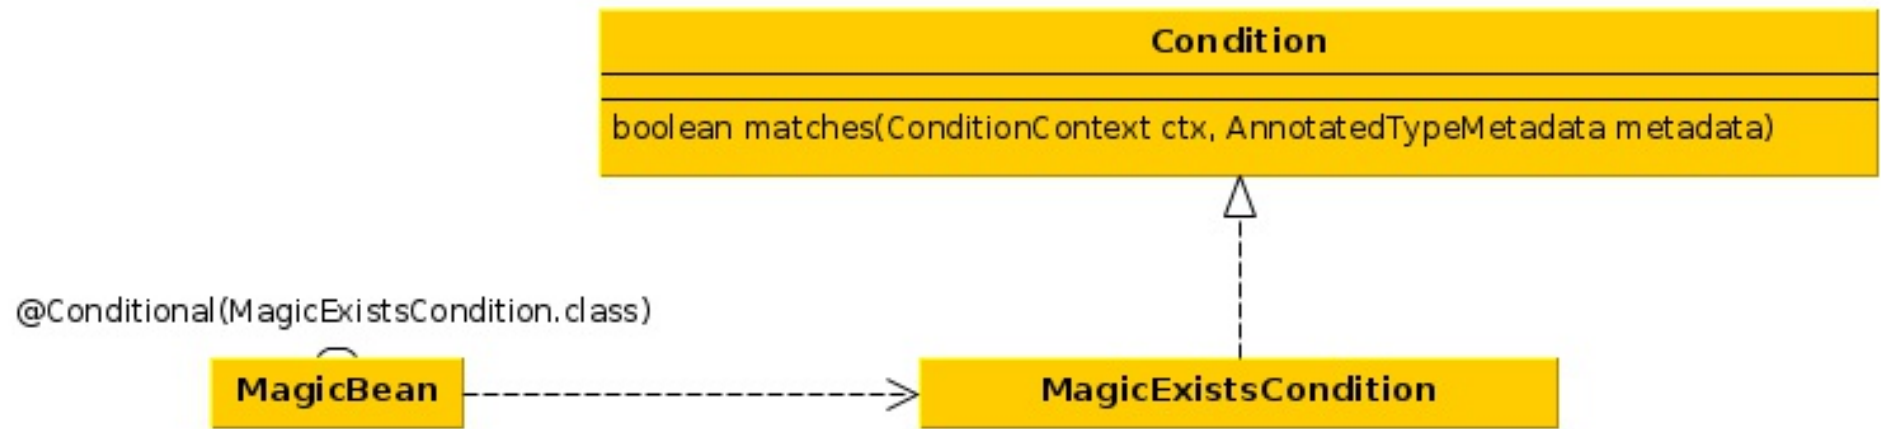 Condition
boolean matches(ConditionContext ctx, AnnotatedTypeMetadata metadata)
@Conditional(MagicExistsCondition.class)
MagicBean
MagicExistsCondition